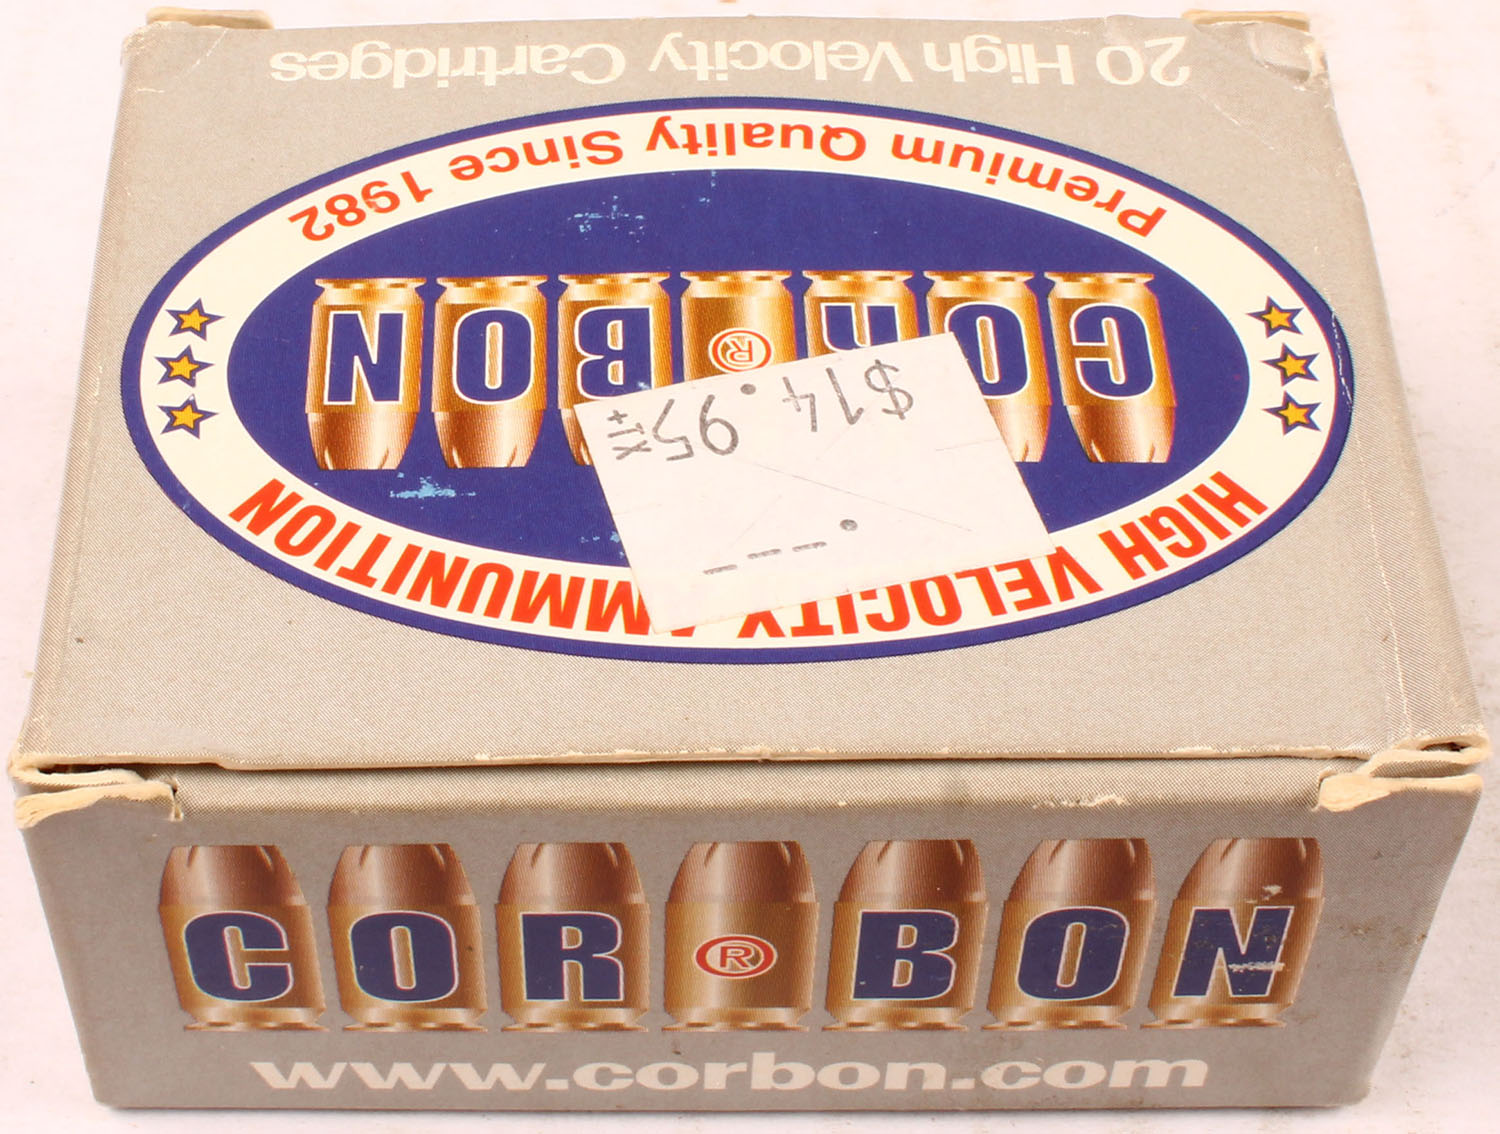 20 High Velocity Cartridges
Premium Quality Since 1982
COR®BON
$14.95
+TX
HIGH VELOCITY AMMUNITION
COR®BON
www.corbon.com